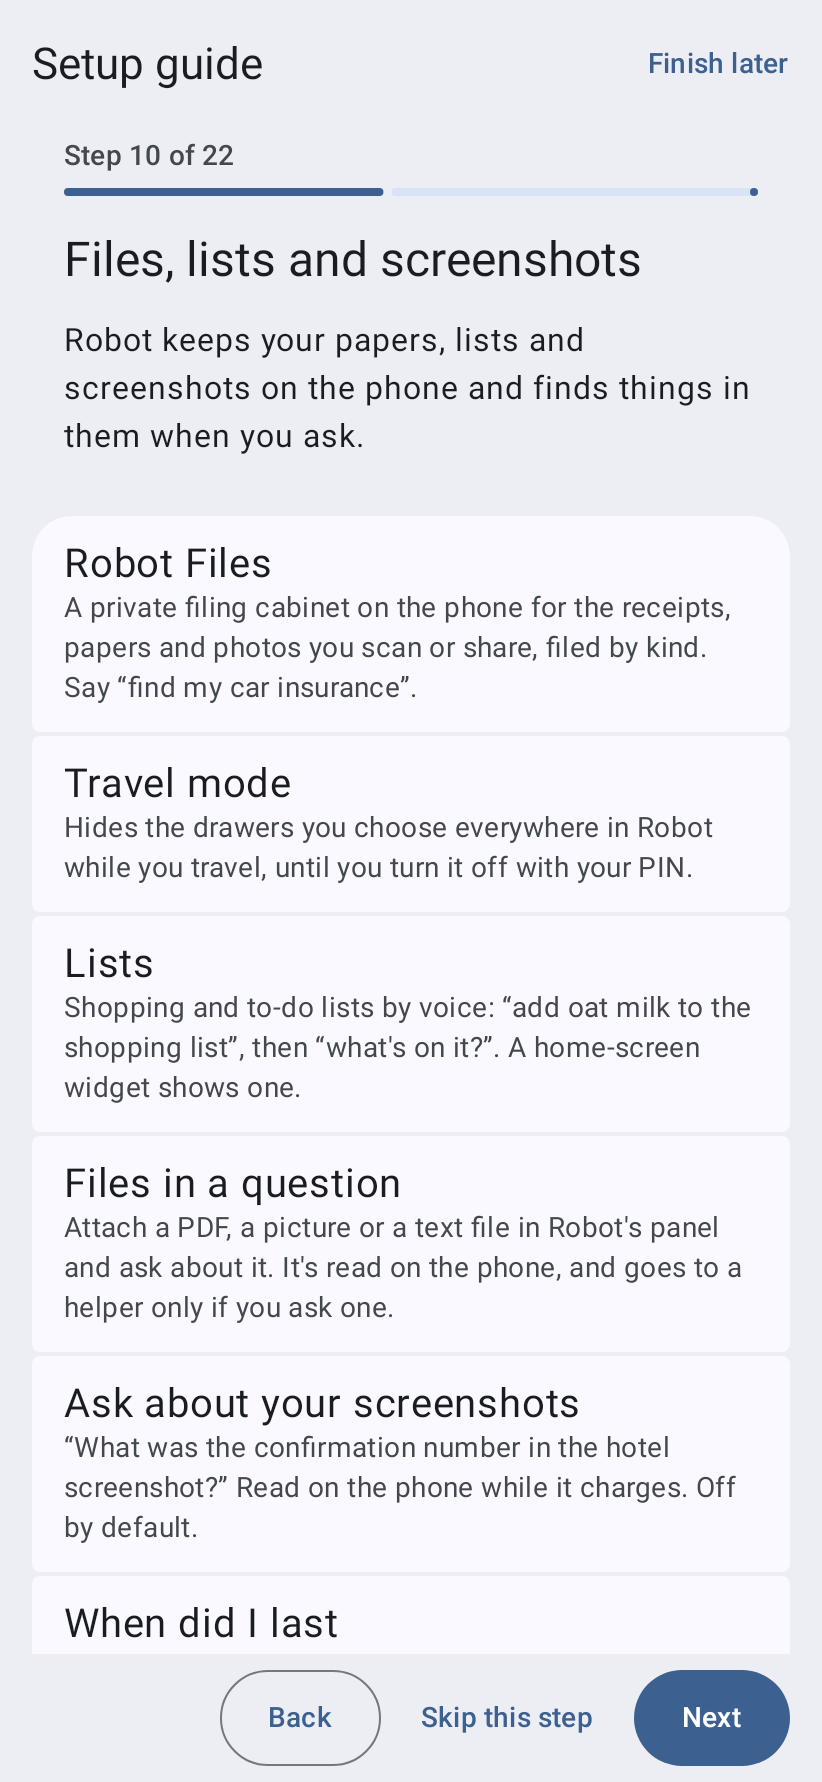 Setup guide
Finish later
Step 10 of 22
Files, lists and screenshots
Robot keeps your papers, lists and
screenshots on the phone and finds things in
them when you ask.
Robot Files
A private filing cabinet on the phone for the receipts,
papers and photos you scan or share, filed by kind.
Say “find my car insurance”.
Travel mode
Hides the drawers you choose everywhere in Robot
while you travel, until you turn it off with your PIN.
Lists
Shopping and to-do lists by voice: “add oat milk to the
shopping list”, then “what's on it?”. A home-screen
widget shows one.
Files in a question
Attach a PDF, a picture or a text file in Robot's panel
and ask about it. It's read on the phone, and goes to a
helper only if you ask one.
Ask about your screenshots
“What was the confirmation number in the hotel
screenshot?” Read on the phone while it charges. Off
by default.
When did I last
Back
Skip this step
Next